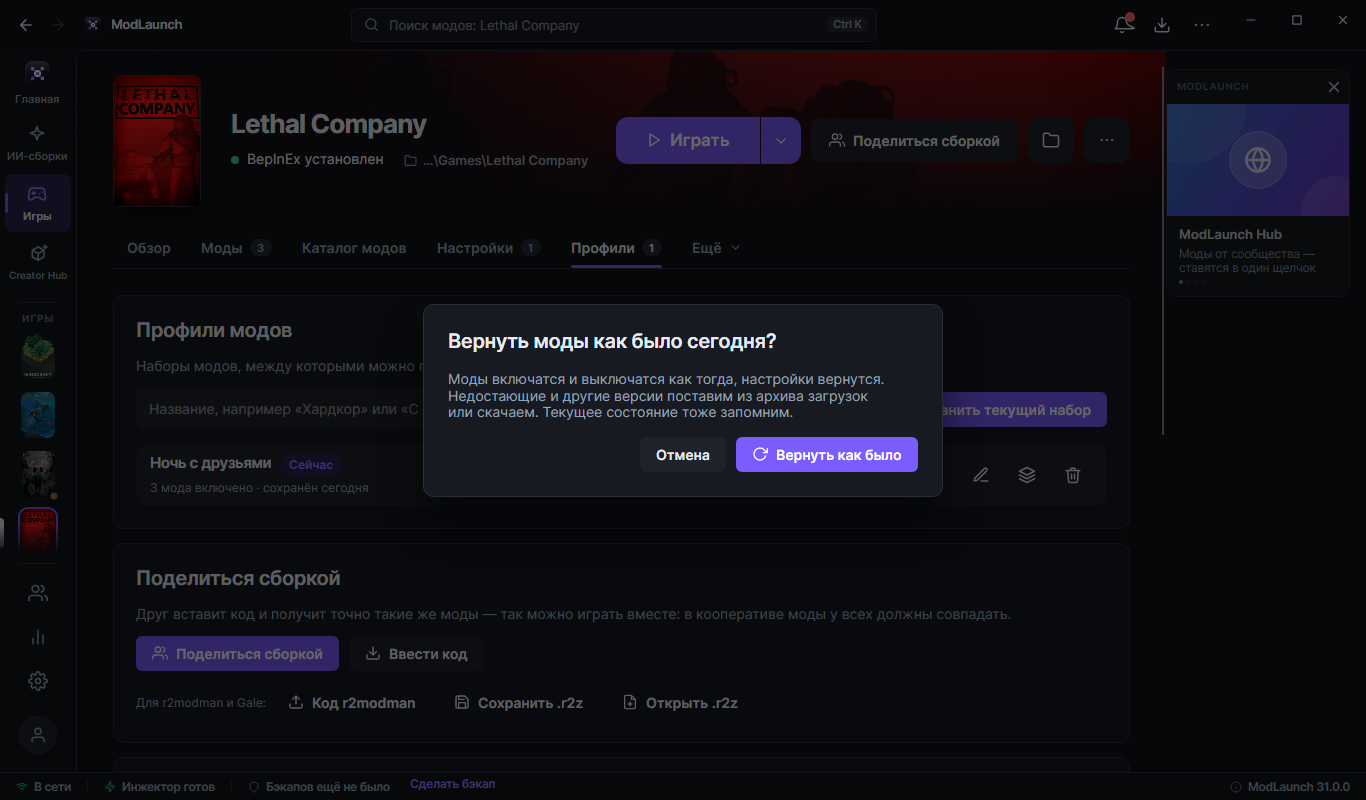 ModLaunch
Поиск модов: Lethal Company
Ctrl K
Главная
ИИ-сборки
Игры
Creator Hub
ИГРЫ
MINECRAFT
LETHAL
COMPANY
Lethal Company
BepInEx установлен
...\Games\Lethal Company
Играть
Поделиться сборкой
MODLAUNCH
ModLaunch Hub
Моды от сообщества —
ставятся в один щелчок
Обзор
Моды 3
Каталог модов
Настройки 1
Профили 1
Ещё
Профили модов
Наборы модов, между которыми можно
Название, например «Хардкор» или «С
анить текущий набор
Ночь с друзьями
Сейчас
3 мода включено · сохранён сегодня
Вернуть моды как было сегодня?
Моды включатся и выключатся как тогда, настройки вернутся.
Недостающие и другие версии поставим из архива загрузок
или скачаем. Текущее состояние тоже запомним.
Отмена
Вернуть как было
Поделиться сборкой
Друг вставит код и получит точно такие же моды — так можно играть вместе: в кооперативе моды у всех должны совпадать.
Поделиться сборкой
Ввести код
Для r2modman и Gale:
Код r2modman
Сохранить .r2z
Открыть .r2z
В сети
Инжектор готов
Бэкапов ещё не было
Сделать бэкап
ModLaunch 31.0.0